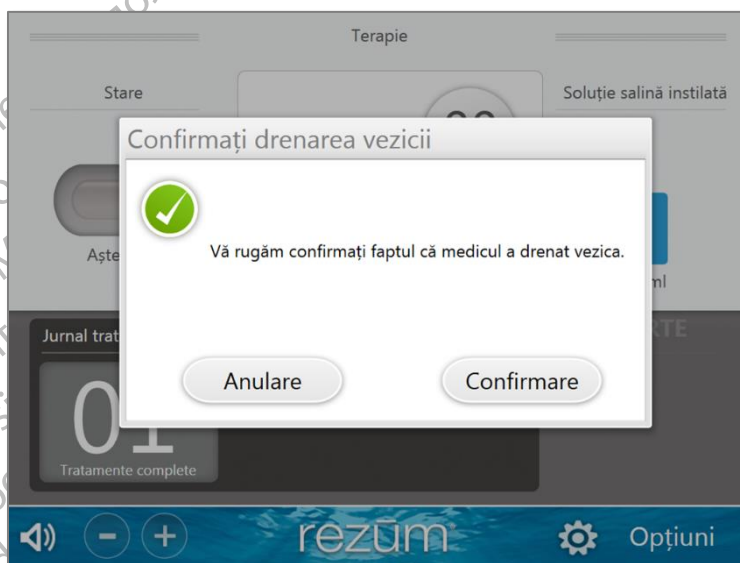 Terapie
Stare
Soluție salină instilată
Confirmați drenarea vezicii
Vă rugăm confirmați faptul că medicul a drenat vezica.
Anulare
Confirmare
ml
Jurnal trat
01
Tratamente complete
rezūm
Opțiuni